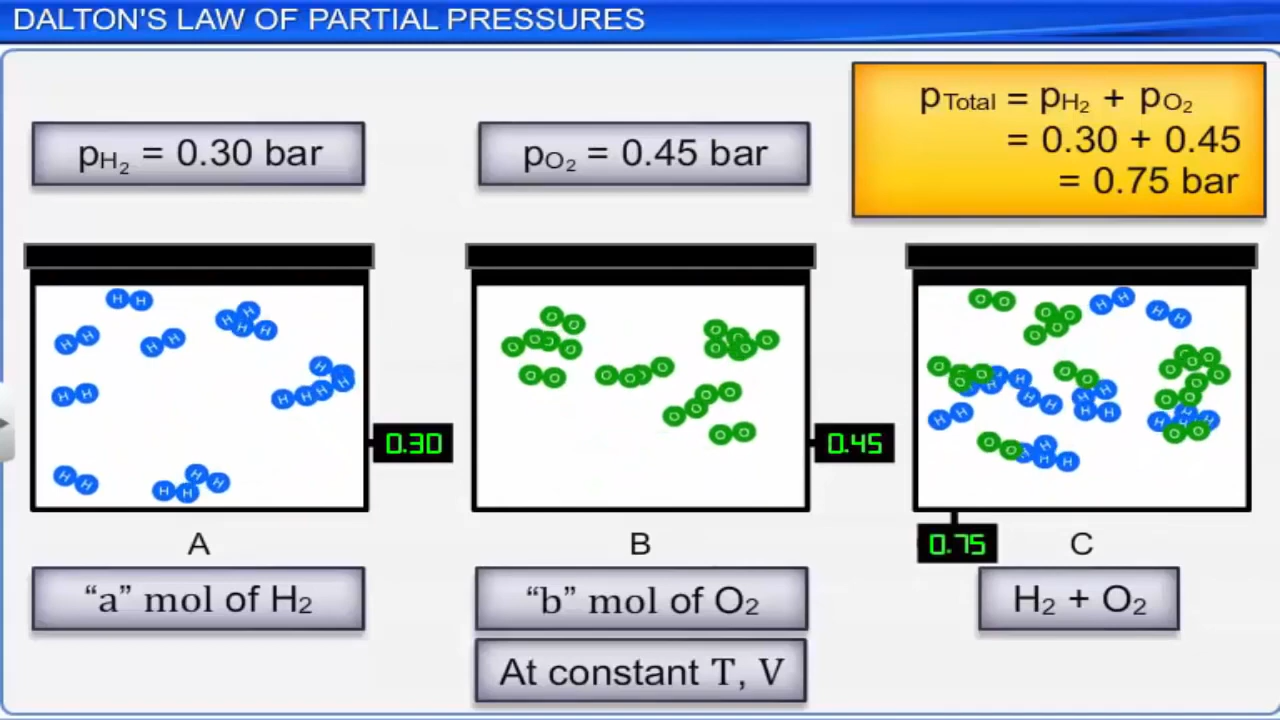 DALTON'S LAW OF PARTIAL PRESSURES
pH₂ = 0.30 bar
pO₂ = 0.45 bar
pTotal = pH₂ + pO₂
= 0.30 + 0.45
= 0.75 bar
0.30
0.45
0.75
A
B
C
“a” mol of H₂
“b” mol of O₂
H₂ + O₂
At constant T, V